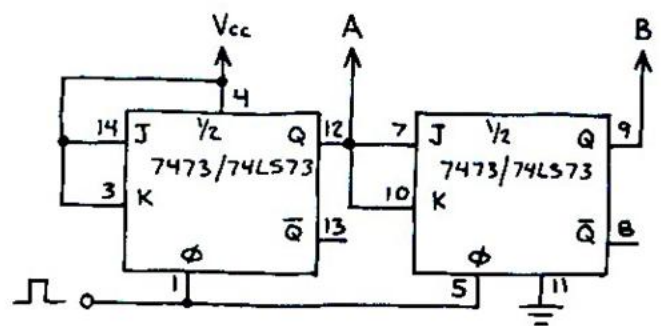 Vcc A B
4
14 J 1/2 Q 12 7 J 1/2 Q 9
7473/74LS73 7473/74LS73
3 K 10 K
Q̅ 13 Q̅ 8
Φ Φ
1 5 11